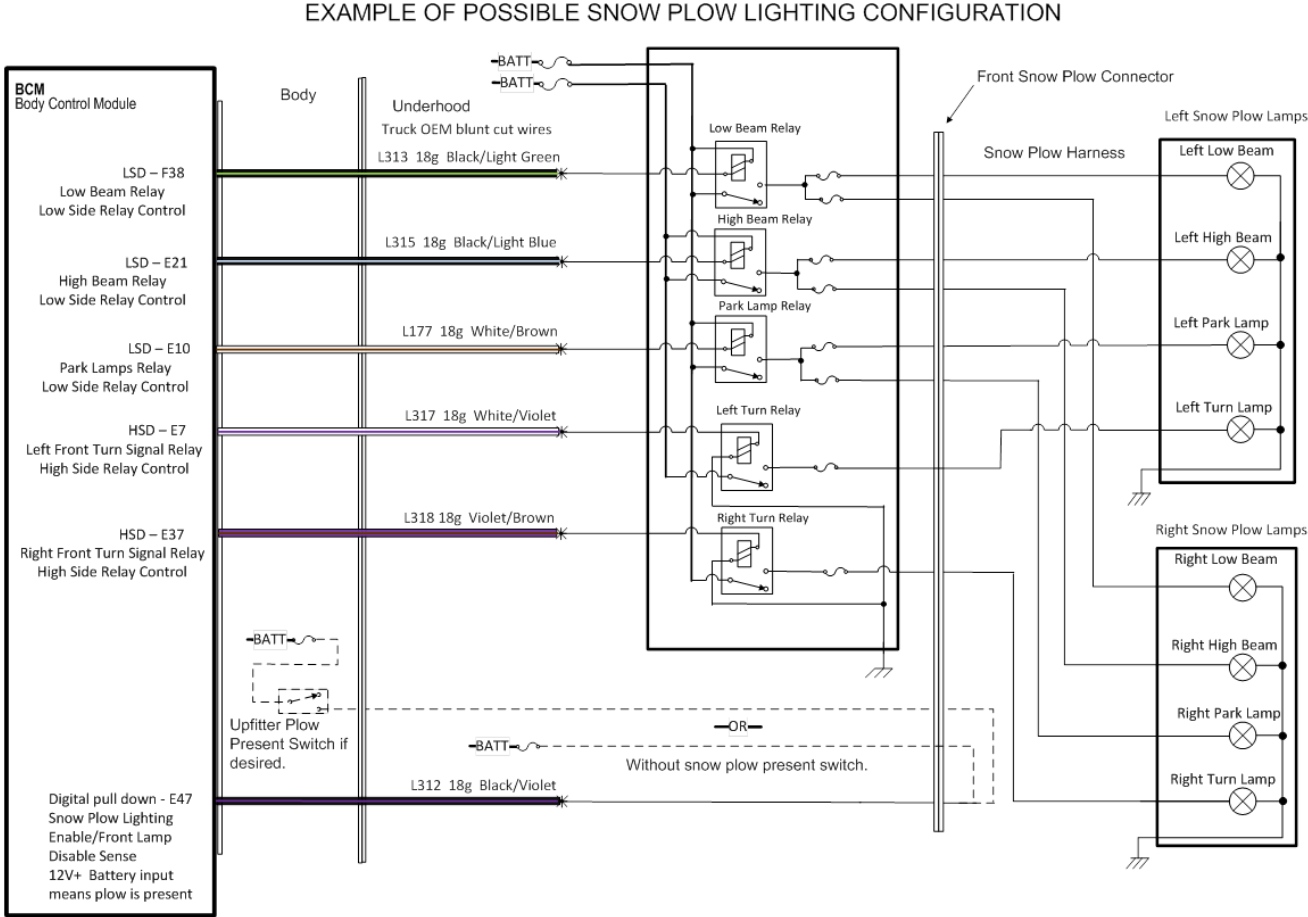 EXAMPLE OF POSSIBLE SNOW PLOW LIGHTING CONFIGURATION
BCM
Body Control Module
Body
Underhood
Truck OEM blunt cut wires
BATT
BATT
Front Snow Plow Connector
Snow Plow Harness
Left Snow Plow Lamps
LSD – F38
Low Beam Relay
Low Side Relay Control
L313 18g Black/Light Green
Low Beam Relay
Left Low Beam
LSD – E21
High Beam Relay
Low Side Relay Control
L315 18g Black/Light Blue
High Beam Relay
Left High Beam
LSD – E10
Park Lamps Relay
Low Side Relay Control
L177 18g White/Brown
Park Lamp Relay
Left Park Lamp
HSD – E7
Left Front Turn Signal Relay
High Side Relay Control
L317 18g White/Violet
Left Turn Relay
Left Turn Lamp
HSD – E37
Right Front Turn Signal Relay
High Side Relay Control
L318 18g Violet/Brown
Right Turn Relay
Right Snow Plow Lamps
Right Low Beam
Right High Beam
Right Park Lamp
Right Turn Lamp
BATT
Upfitter Plow
Present Switch if
desired.
OR
BATT
Without snow plow present switch.
L312 18g Black/Violet
Digital pull down - E47
Snow Plow Lighting
Enable/Front Lamp
Disable Sense
12V+ Battery input
means plow is present